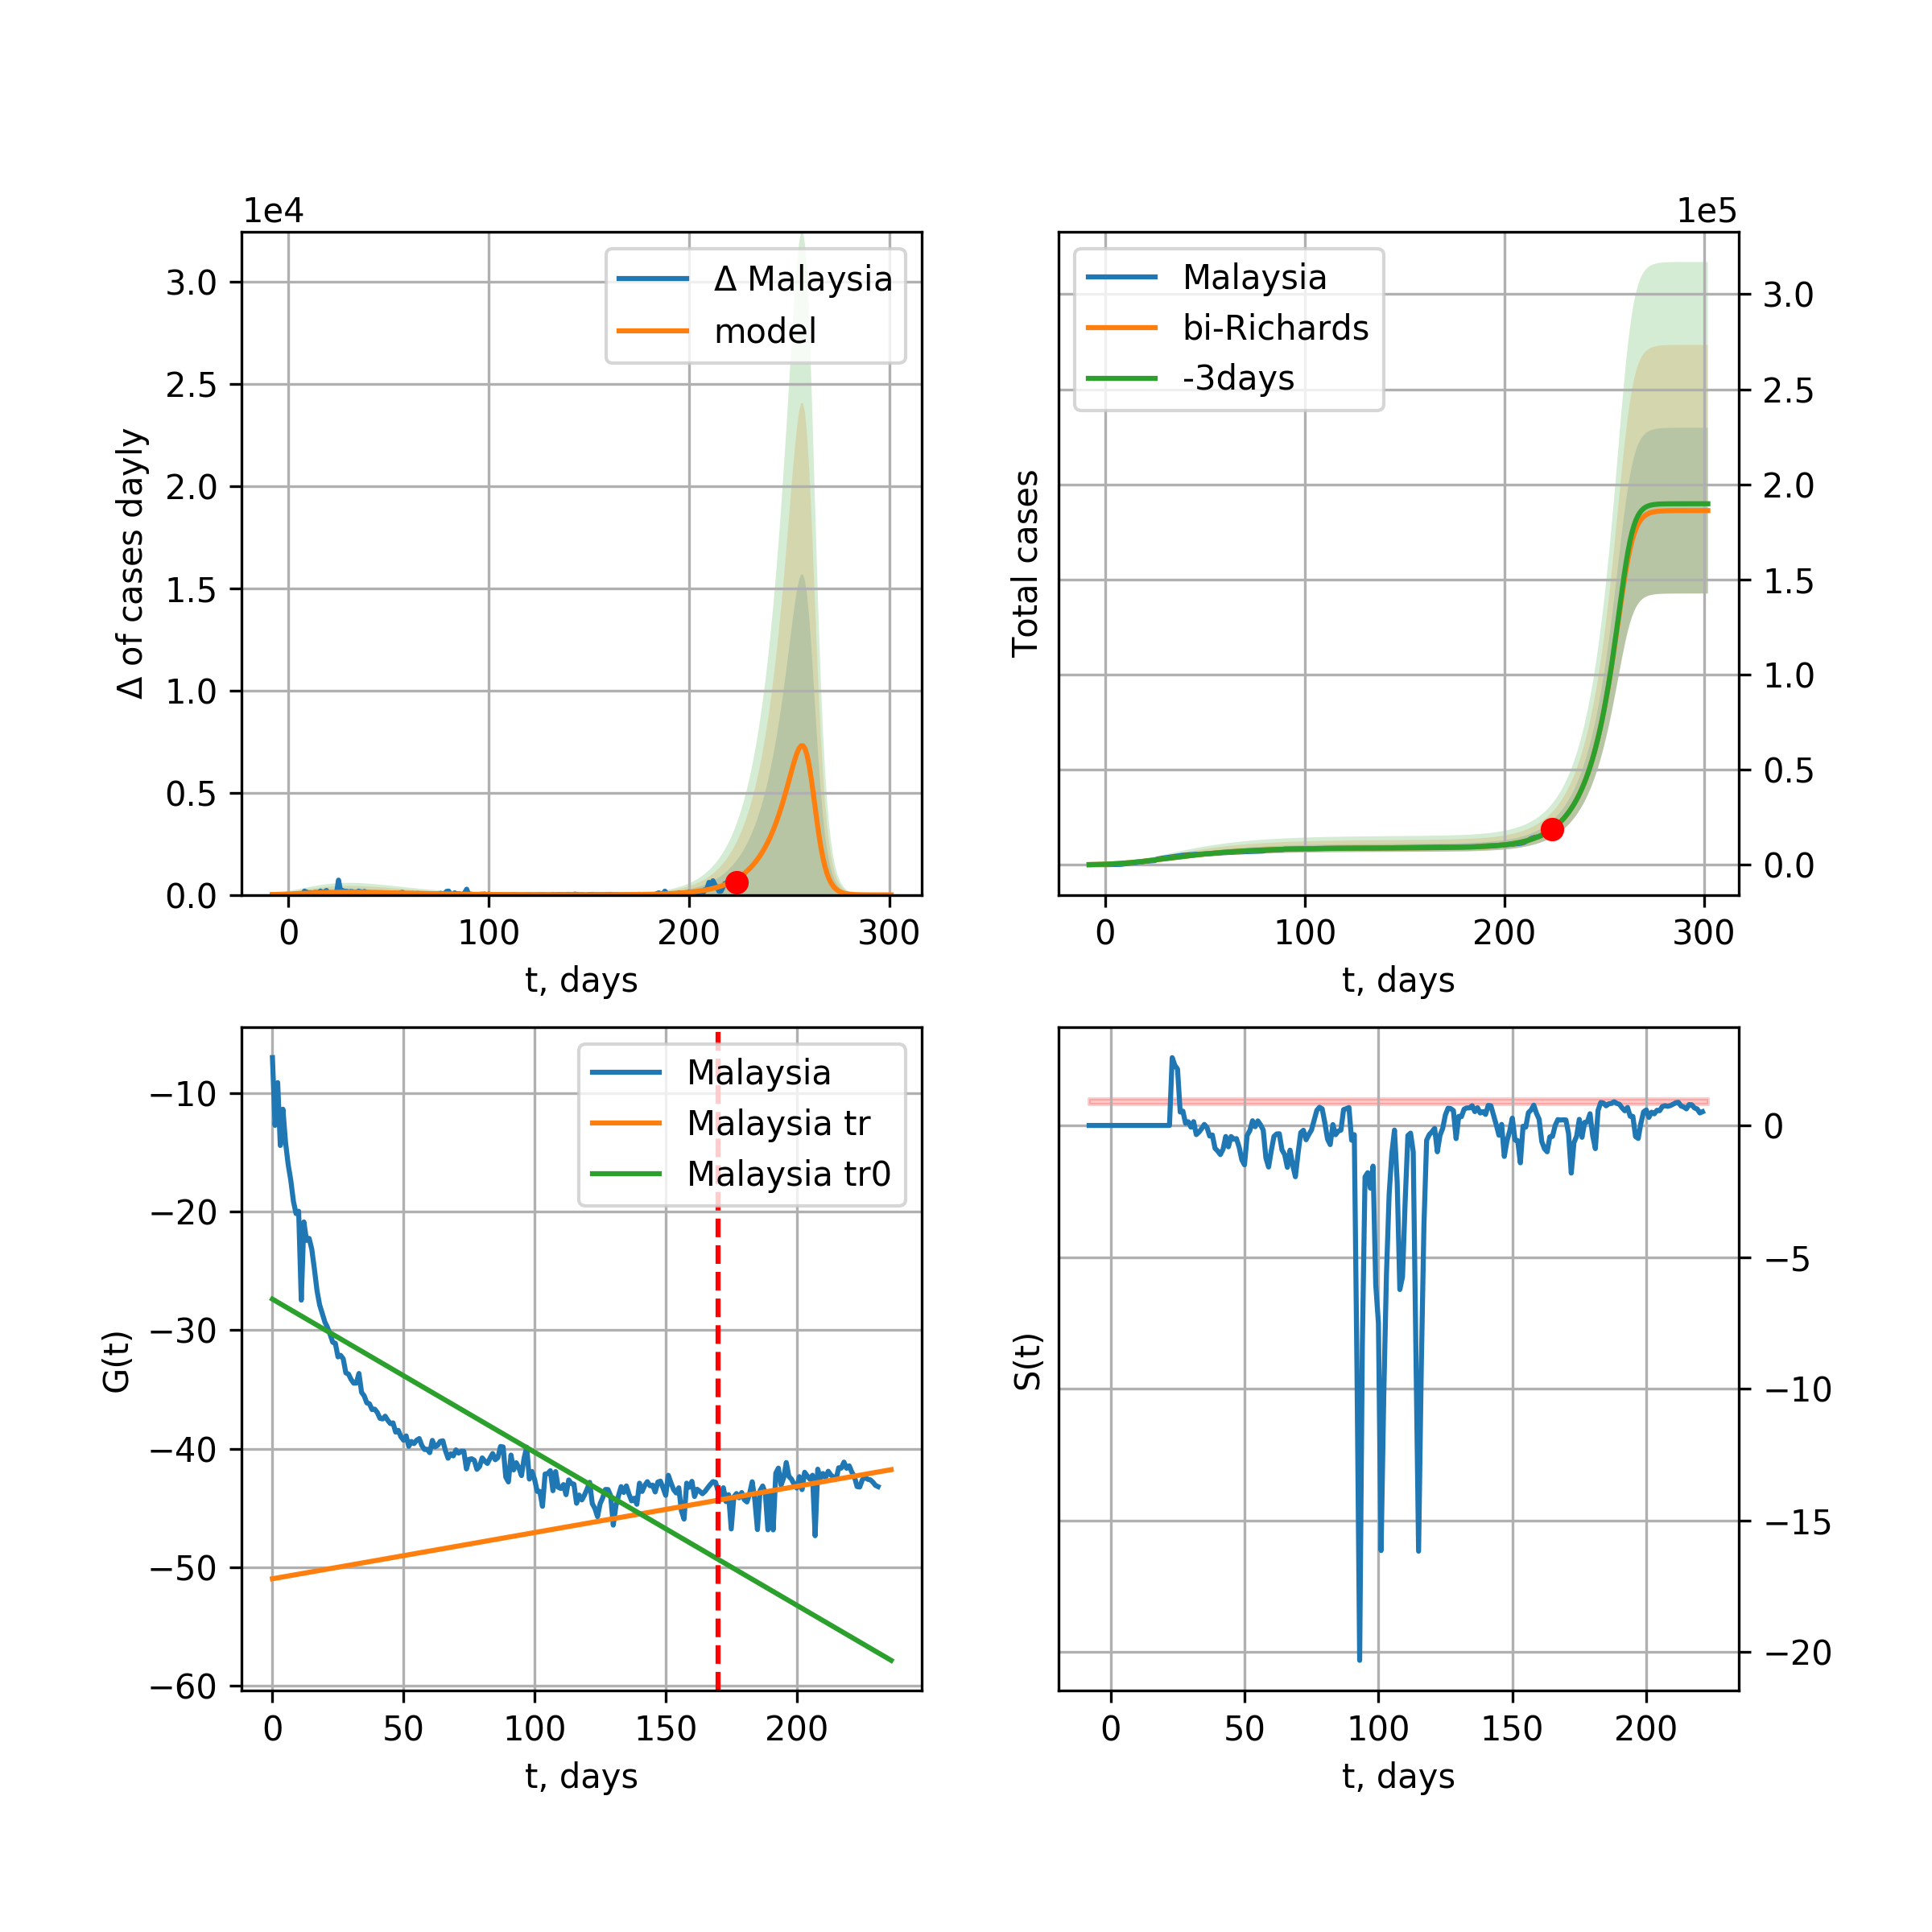 1e4
Δ of cases dayly
3.0
2.5
2.0
1.5
1.0
0.5
0.0
0 100 200 300
t, days
Δ Malaysia
model
1e5
Total cases
3.0
2.5
2.0
1.5
1.0
0.5
0.0
0 100 200 300
t, days
Malaysia
bi-Richards
-3days
G(t)
−10
−20
−30
−40
−50
−60
0 50 100 150 200
t, days
Malaysia
Malaysia tr
Malaysia tr0
S(t)
0
−5
−10
−15
−20
0 50 100 150 200
t, days